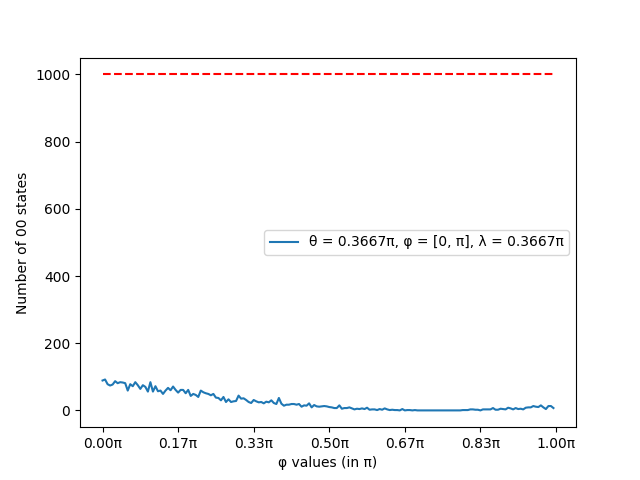 1000
800
600
400
200
0
Number of 00 states
θ = 0.3667π, φ = [0, π], λ = 0.3667π
0.00π 0.17π 0.33π 0.50π 0.67π 0.83π 1.00π
φ values (in π)